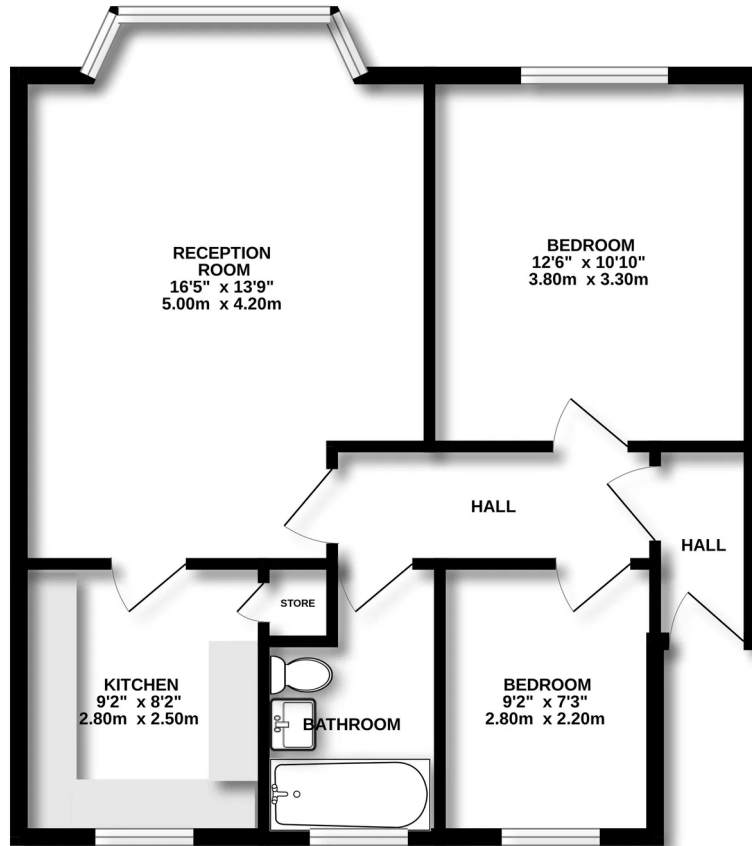 RECEPTION
ROOM
16'5" x 13'9"
5.00m x 4.20m
BEDROOM
12'6" x 10'10"
3.80m x 3.30m
HALL
HALL
STORE
KITCHEN
9'2" x 8'2"
2.80m x 2.50m
BATHROOM
BEDROOM
9'2" x 7'3"
2.80m x 2.20m